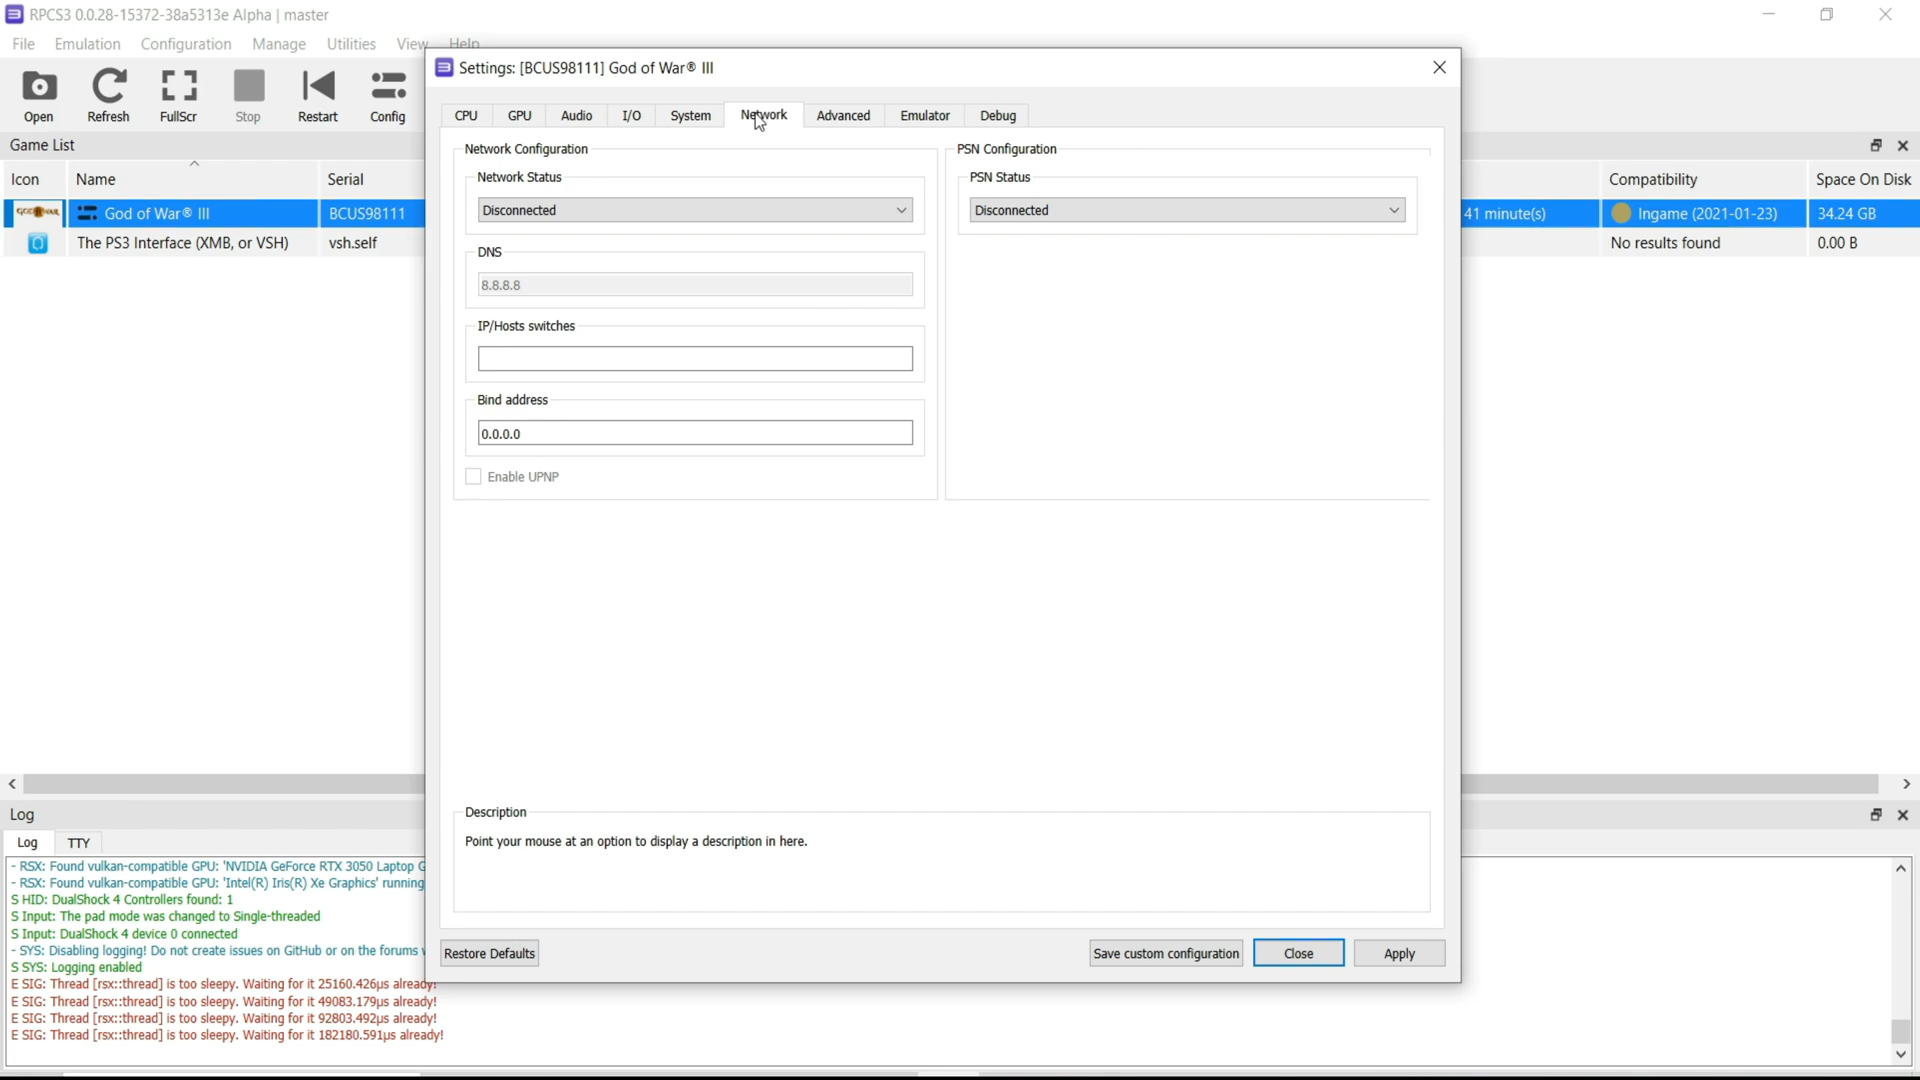 RPCS3 0.0.28-15372-38a5313e Alpha | master
File Emulation Configuration Manage Utilities View Help
Open Refresh FullScr Stop Restart Config
Game List
Icon Name Serial Compatibility Space On Disk
God of War® III BCUS98111 41 minute(s) Ingame (2021-01-23) 34.24 GB
The PS3 Interface (XMB, or VSH) vsh.self No results found 0.00 B
Settings: [BCUS98111] God of War® III
CPU GPU Audio I/O System Network Advanced Emulator Debug
Network Configuration
Network Status
Disconnected
DNS
8.8.8.8
IP/Hosts switches
Bind address
0.0.0.0
Enable UPNP
PSN Configuration
PSN Status
Disconnected
Description
Point your mouse at an option to display a description in here.
Restore Defaults Save custom configuration Close Apply
Log
Log TTY
- RSX: Found vulkan-compatible GPU: 'NVIDIA GeForce RTX 3050 Laptop G
- RSX: Found vulkan-compatible GPU: 'Intel(R) Iris(R) Xe Graphics' running
S HID: DualShock 4 Controllers found: 1
S Input: The pad mode was changed to Single-threaded
S Input: DualShock 4 device 0 connected
- SYS: Disabling logging! Do not create issues on GitHub or on the forums
S SYS: Logging enabled
E SIG: Thread [rsx::thread] is too sleepy. Waiting for it 25160.426µs already!
E SIG: Thread [rsx::thread] is too sleepy. Waiting for it 49083.179µs already!
E SIG: Thread [rsx::thread] is too sleepy. Waiting for it 92803.492µs already!
E SIG: Thread [rsx::thread] is too sleepy. Waiting for it 182180.591µs already!